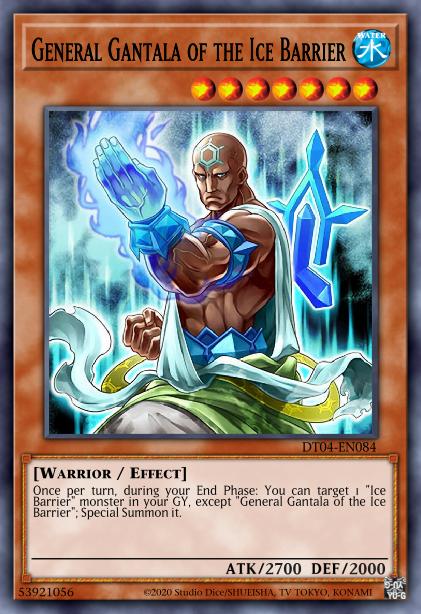 General Gantala of the Ice Barrier
WATER
水
DT04-EN084
[Warrior / Effect]
Once per turn, during your End Phase: You can target 1 "Ice
Barrier" monster in your GY, except "General Gantala of the Ice
Barrier"; Special Summon it.
ATK/2700 DEF/2000
53921056
©2020 Studio Dice/SHUEISHA, TV TOKYO, KONAMI